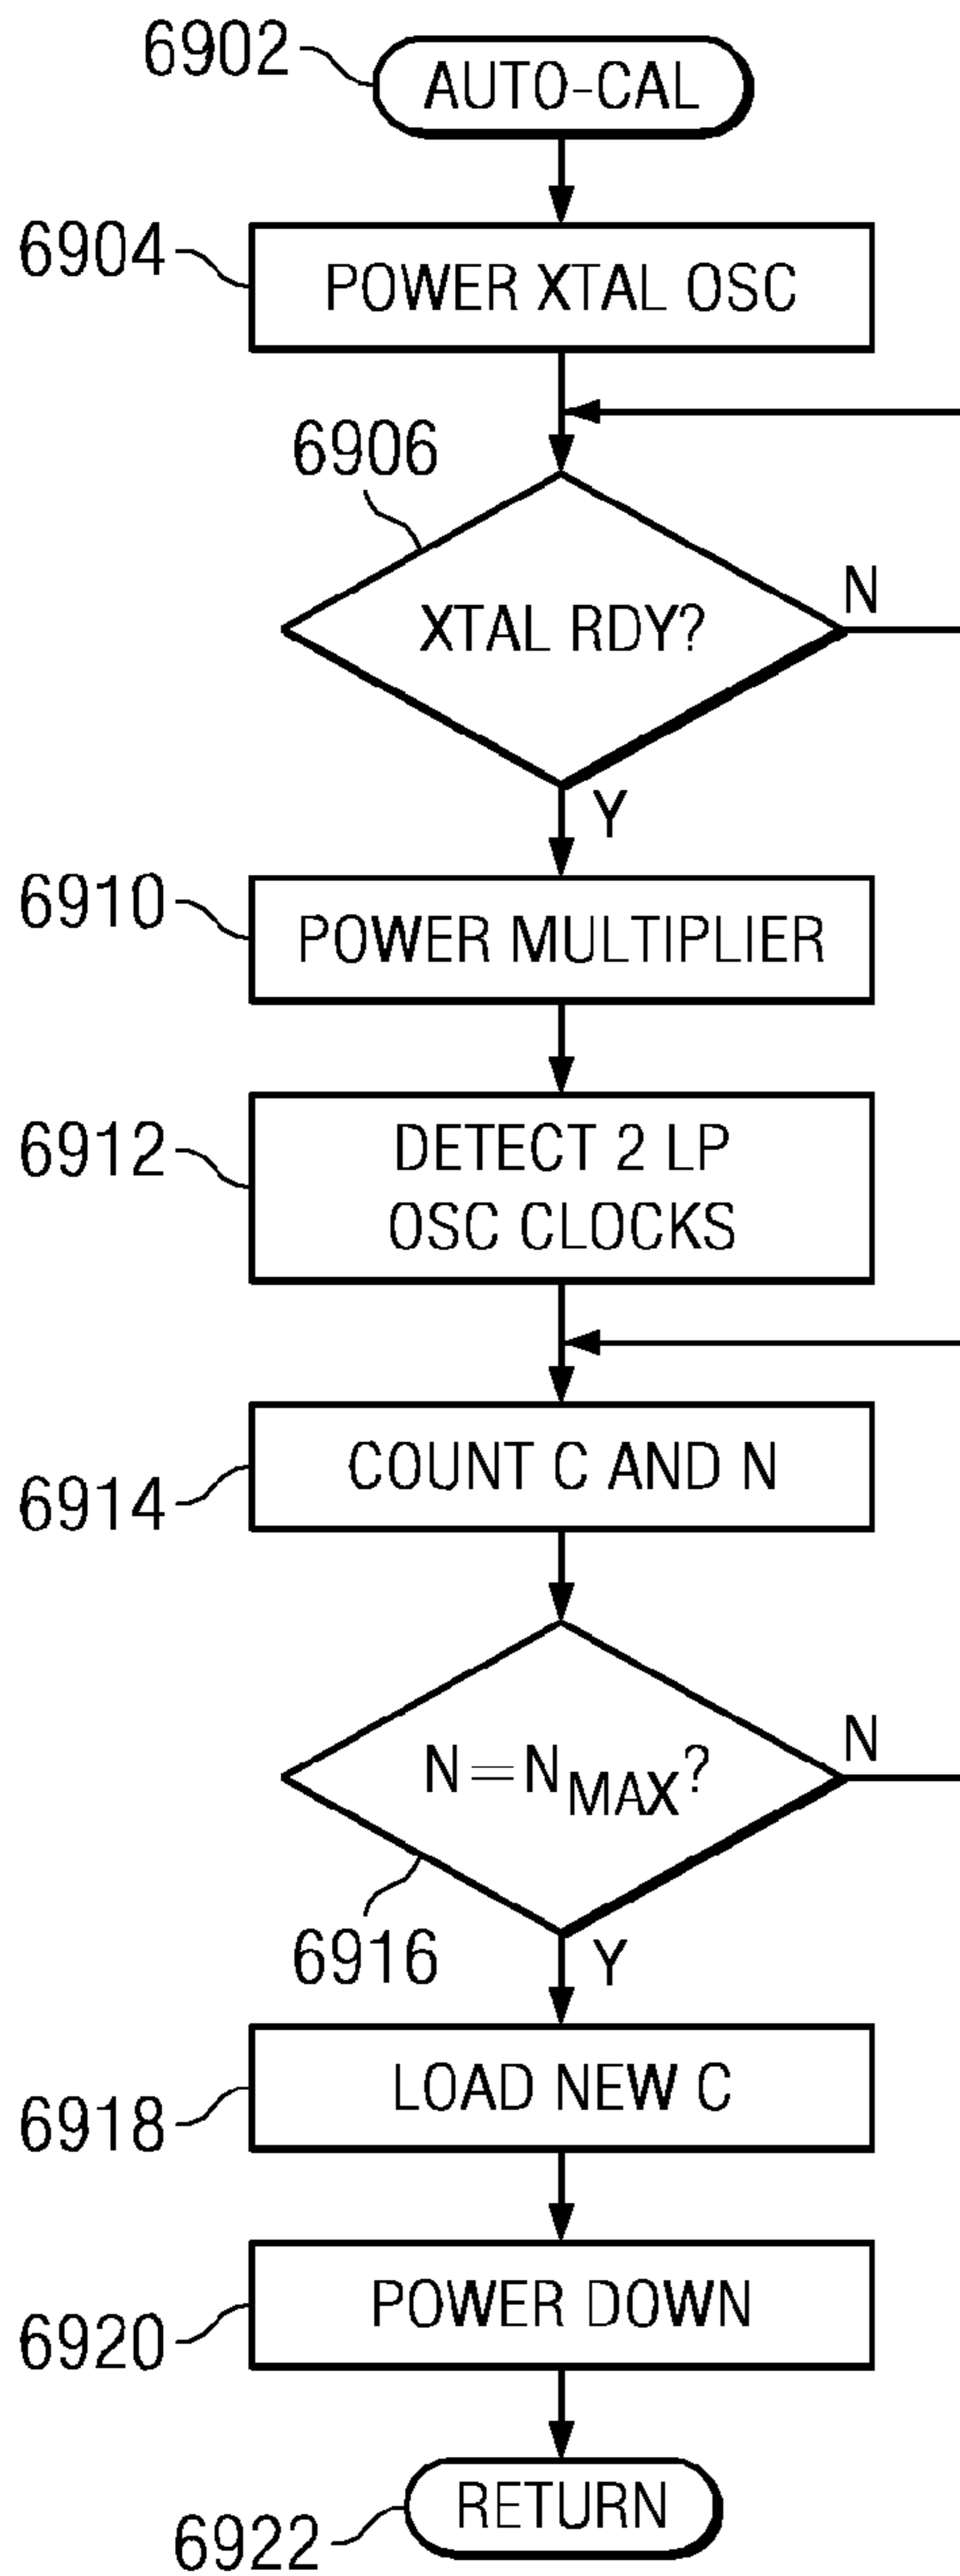 6902
AUTO-CAL
6904
POWER XTAL OSC
6906
XTAL RDY?
N
Y
6910
POWER MULTIPLIER
6912
DETECT 2 LP
OSC CLOCKS
6914
COUNT C AND N
N=NMAX?
N
6916
Y
6918
LOAD NEW C
6920
POWER DOWN
6922
RETURN